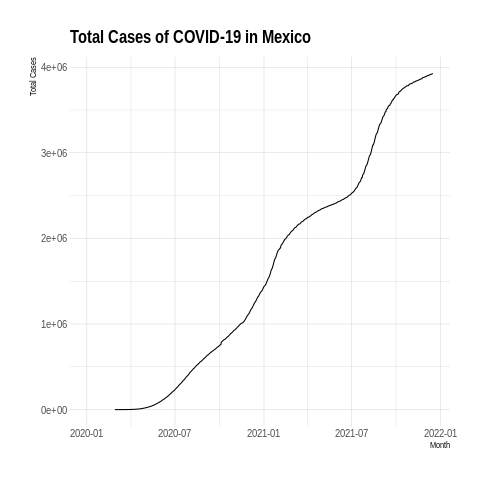 Total Cases of COVID-19 in Mexico
Total Cases
4e+06
3e+06
2e+06
1e+06
0e+00
2020-01 2020-07 2021-01 2021-07 2022-01
Month